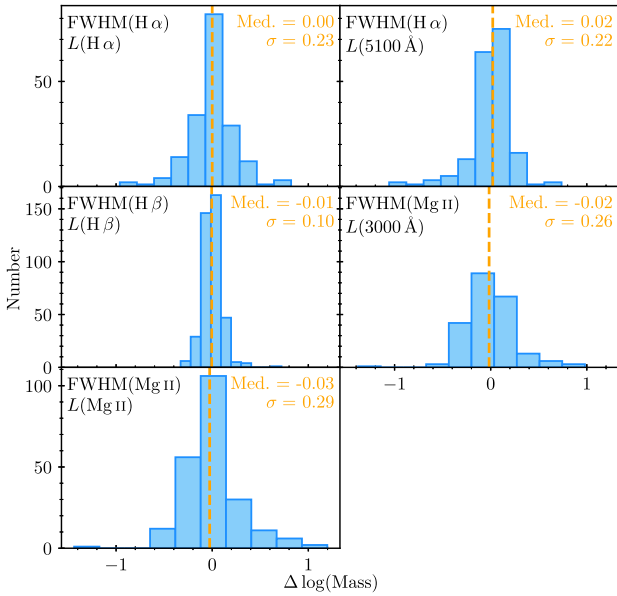 FWHM(H α)
L(H α)
Med. = 0.00
σ = 0.23
FWHM(H α)
L(5100 Å)
Med. = 0.02
σ = 0.22
50
0
FWHM(H β)
L(H β)
Med. = -0.01
σ = 0.10
FWHM(Mg II)
L(3000 Å)
Med. = -0.02
σ = 0.26
150
100
50
0
Number
−1
0
1
FWHM(Mg II)
L(Mg II)
Med. = -0.03
σ = 0.29
100
50
0
−1
0
1
Δ log(Mass)